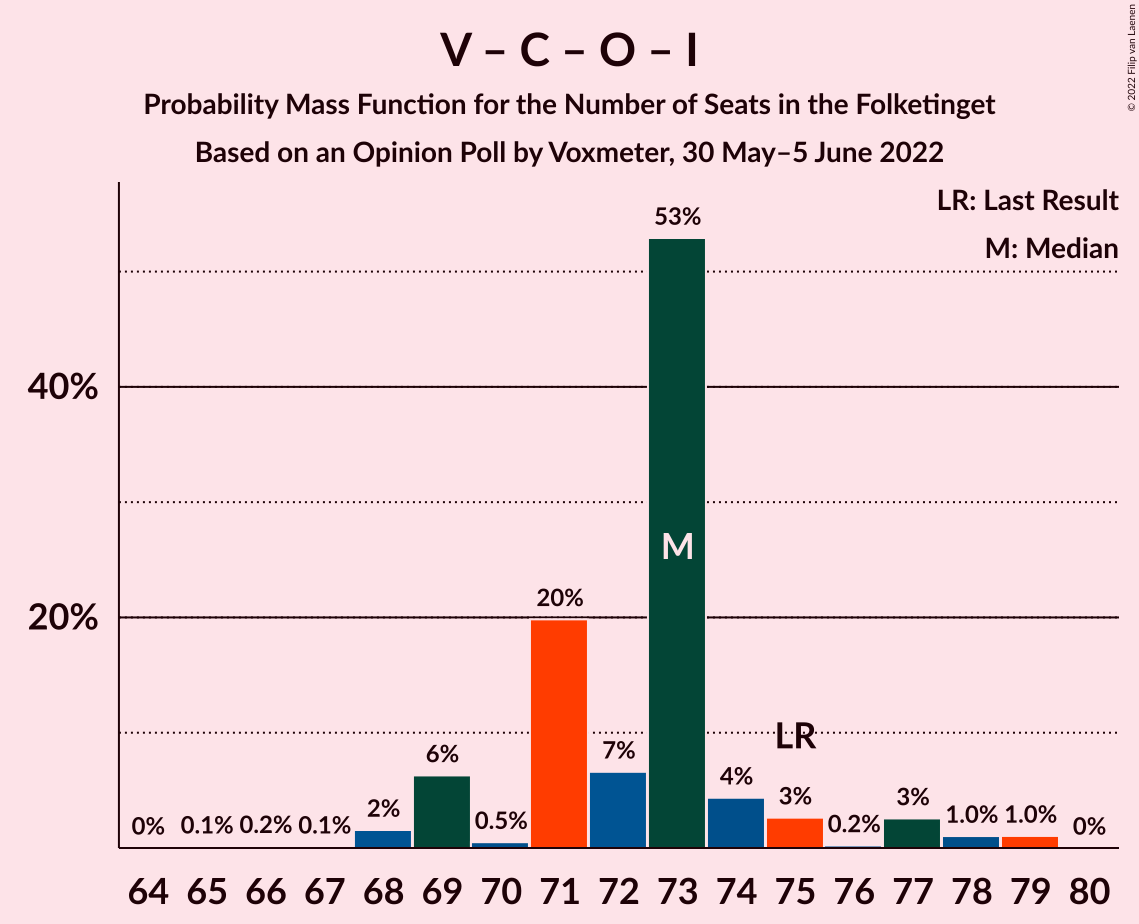 V – C – O – I
Probability Mass Function for the Number of Seats in the Folketinget
Based on an Opinion Poll by Voxmeter, 30 May–5 June 2022
© 2022 Filip van Laenen
LR: Last Result
M: Median
53%
40%
M
20%
20%
LR
6%
7%
4%
3%
3%
2%
0%
0.1%
0.2%
0.1%
0.5%
0.2%
1.0%
1.0%
0%
64 65 66 67 68 69 70 71 72 73 74 75 76 77 78 79 80